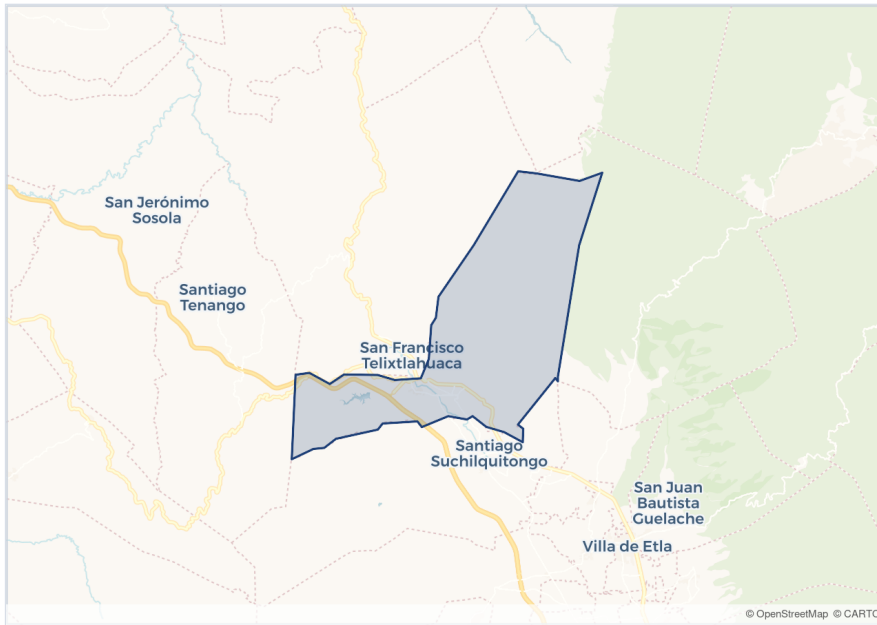 San Jerónimo
Sosola
Santiago
Tenango
San Francisco
Telixtlahuaca
Santiago
Suchilquitongo
San Juan
Bautista
Guelache
Villa de Etla
© OpenStreetMap © CARTO